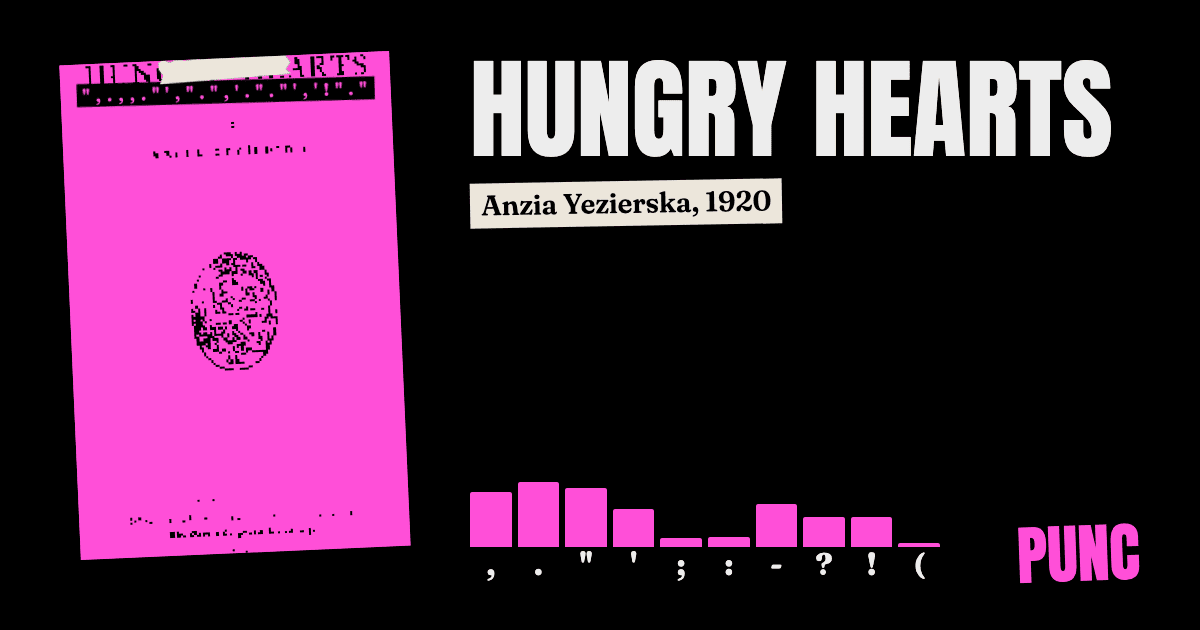 HUNGRY HEARTS
Anzia Yezierska, 1920
",.,,."',".",'."."',''!"."
, . " ' ; : - ? ! (
PUNC